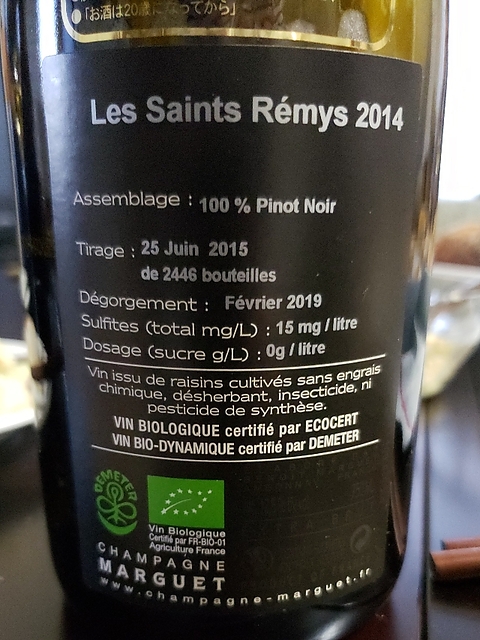 ●「お酒は20歳になってから」
Les Saints Rémys 2014
Assemblage : 100 % Pinot Noir
Tirage : 25 Juin 2015
de 2446 bouteilles
Dégorgement : Février 2019
Sulfites (total mg/L) : 15 mg / litre
Dosage (sucre g/L) : 0g / litre
Vin issu de raisins cultivés sans engrais
chimique, désherbant, insecticide, ni
pesticide de synthèse.
VIN BIOLOGIQUE certifié par ECOCERT
VIN BIO-DYNAMIQUE certifié par DEMETER
DEMETER
Vin Biologique
Certifié par FR-BIO-01
Agriculture France
CHAMPAGNE
MARGUET
www.champagne-marguet.fr